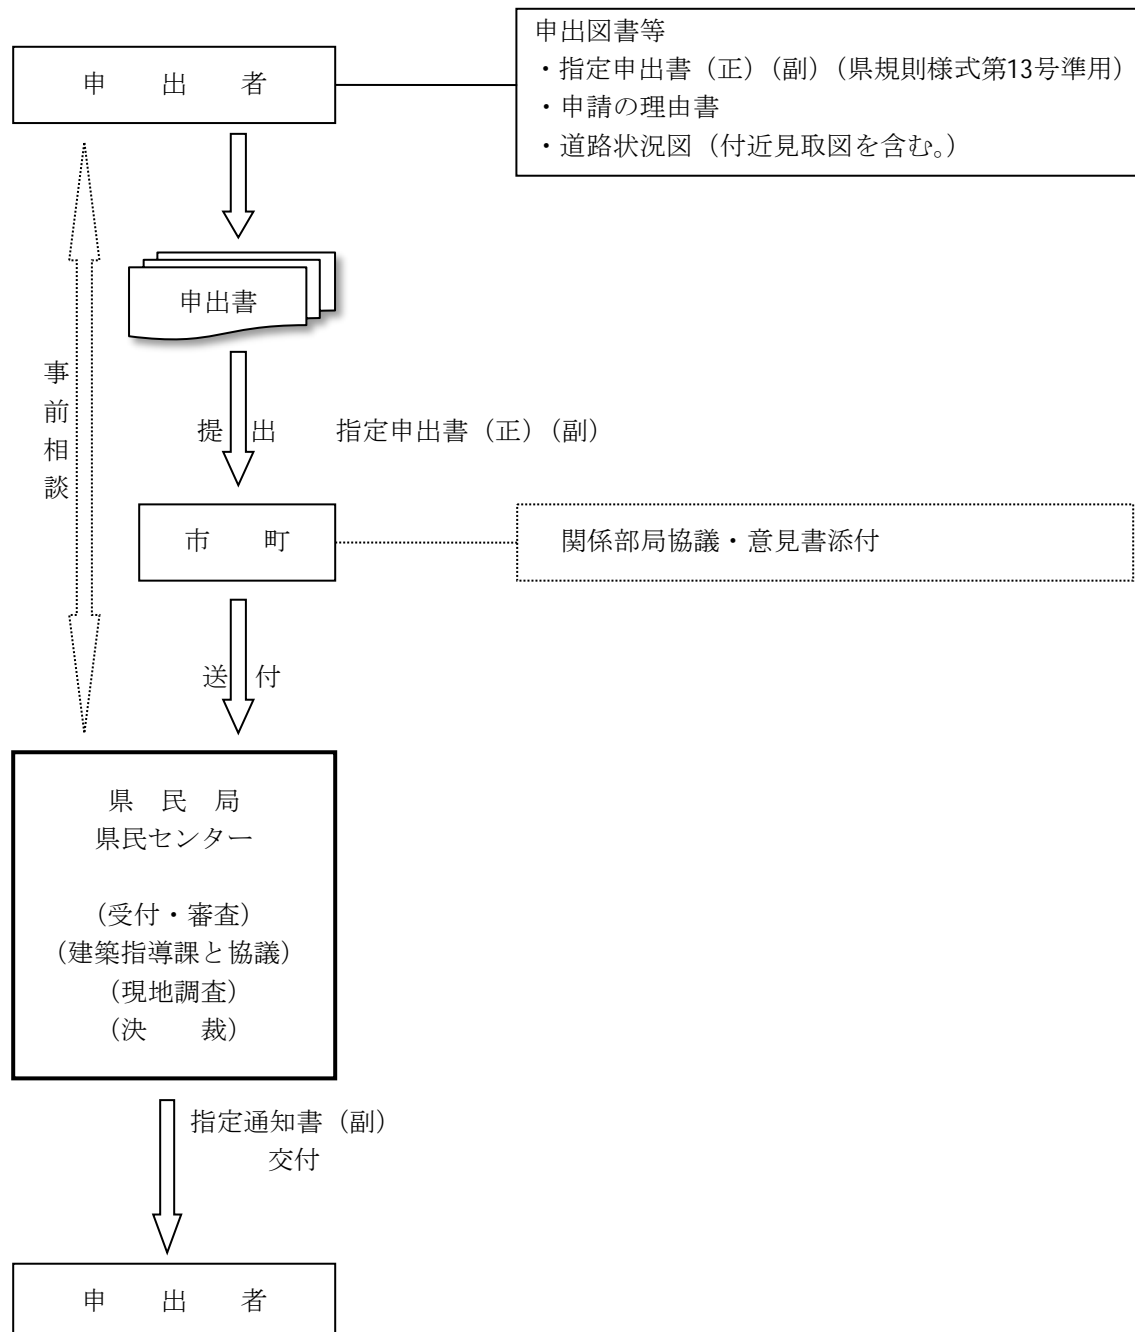 申出図書等
・指定申出書（正）（副）（県規則様式第13号準用）
・申請の理由書
・道路状況図（付近見取図を含む。）
申　出　者
申出書
事前相談
提出　指定申出書（正）（副）
市　町
関係部局協議・意見書添付
送付
県　民　局
県民センター
（受付・審査）
（建築指導課と協議）
（現地調査）
（決　　裁）
指定通知書（副）
交付
申　出　者